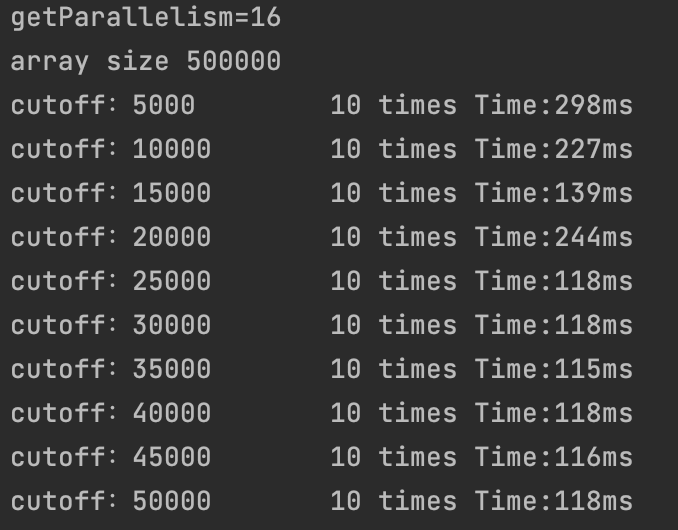 getParallelism=16
array size 500000
cutoff: 5000 10 times Time:298ms
cutoff: 10000 10 times Time:227ms
cutoff: 15000 10 times Time:139ms
cutoff: 20000 10 times Time:244ms
cutoff: 25000 10 times Time:118ms
cutoff: 30000 10 times Time:118ms
cutoff: 35000 10 times Time:115ms
cutoff: 40000 10 times Time:118ms
cutoff: 45000 10 times Time:116ms
cutoff: 50000 10 times Time:118ms